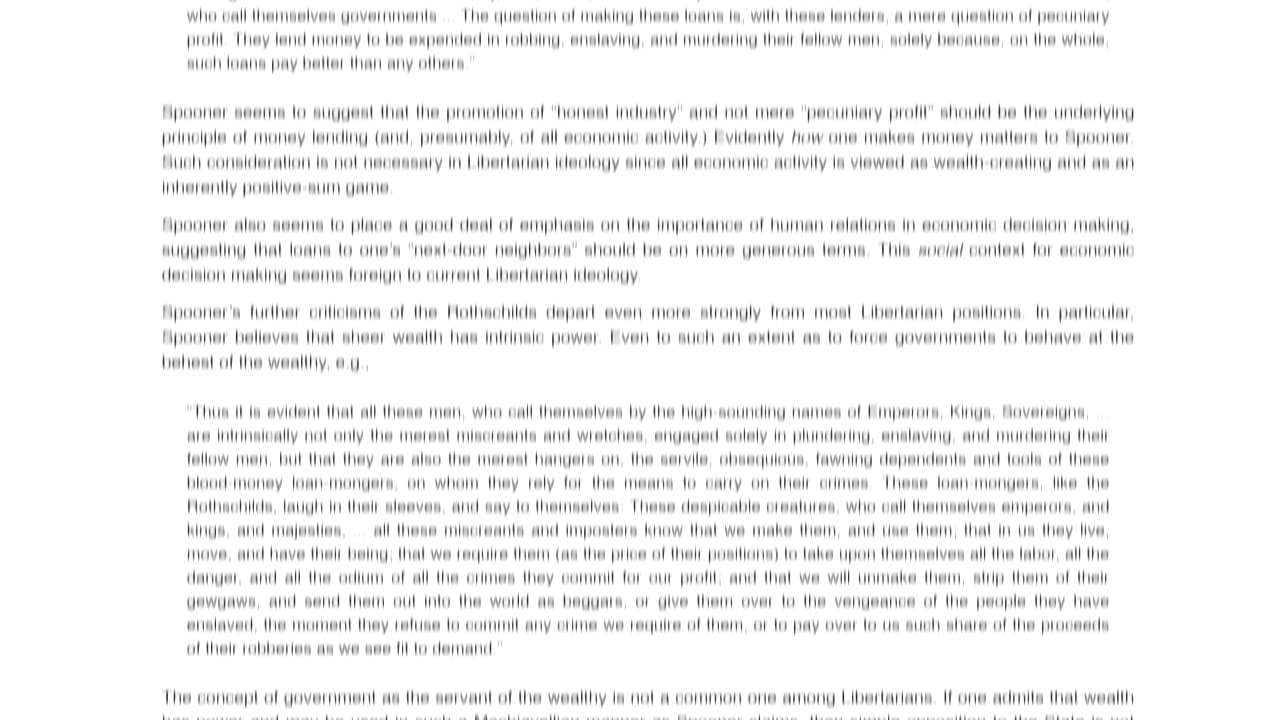 who call themselves governments ... The question of making these loans is, with these lenders, a mere question of pecuniary
profit. They lend money to be expended in robbing, enslaving, and murdering their fellow men, solely because, on the whole,
such loans pay better than any others."
Spooner seems to suggest that the promotion of "honest industry" and not mere "pecuniary profit" should be the underlying
principle of money lending (and, presumably, of all economic activity.) Evidently how one makes money matters to Spooner.
Such consideration is not necessary in Libertarian ideology since all economic activity is viewed as wealth-creating and as an
inherently positive-sum game.
Spooner also seems to place a good deal of emphasis on the importance of human relations in economic decision making,
suggesting that loans to one's "next-door neighbors" should be on more generous terms. This social context for economic
decision making seems foreign to current Libertarian ideology.
Spooner's further criticisms of the Rothschilds depart even more strongly from most Libertarian positions. In particular,
Spooner believes that sheer wealth has intrinsic power. Even to such an extent as to force governments to behave at the
behest of the wealthy, e.g.,
"Thus it is evident that all these men, who call themselves by the high-sounding names of Emperors, Kings, Sovereigns, ...
are intrinsically not only the merest miscreants and wretches, engaged solely in plundering, enslaving, and murdering their
fellow men, but that they are also the merest hangers on, the servile, obsequious, fawning dependents and tools of these
blood-money loan-mongers, on whom they rely for the means to carry on their crimes. These loan-mongers, like the
Rothschilds, laugh in their sleeves, and say to themselves: These despicable creatures, who call themselves emperors, and
kings, and majesties, ... all these miscreants and imposters know that we make them, and use them; that in us they live,
move, and have their being; that we require them (as the price of their positions) to take upon themselves all the labor, all the
danger, and all the odium of all the crimes they commit for our profit; and that we will unmake them, strip them of their
gewgaws, and send them out into the world as beggars, or give them over to the vengeance of the people they have
enslaved, the moment they refuse to commit any crime we require of them, or to pay over to us such share of the proceeds
of their robberies as we see fit to demand."
The concept of government as the servant of the wealthy is not a common one among Libertarians. If one admits that wealth